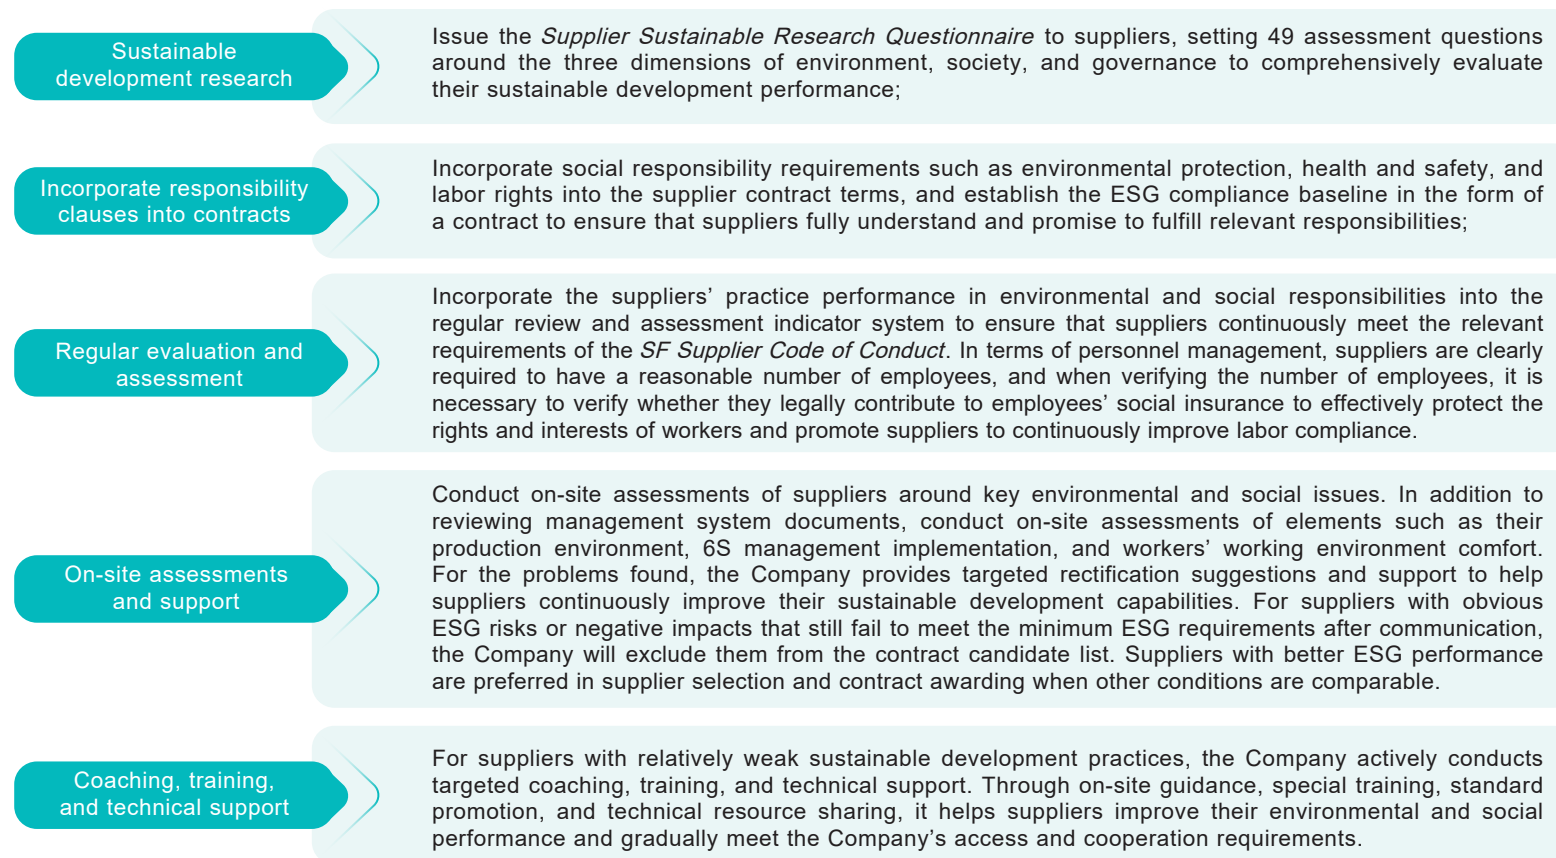 Sustainable
development research
Issue the Supplier Sustainable Research Questionnaire to suppliers, setting 49 assessment questions
around the three dimensions of environment, society, and governance to comprehensively evaluate
their sustainable development performance;
Incorporate responsibility
clauses into contracts
Incorporate social responsibility requirements such as environmental protection, health and safety, and
labor rights into the supplier contract terms, and establish the ESG compliance baseline in the form of
a contract to ensure that suppliers fully understand and promise to fulfill relevant responsibilities;
Regular evaluation and
assessment
Incorporate the suppliers’ practice performance in environmental and social responsibilities into the
regular review and assessment indicator system to ensure that suppliers continuously meet the relevant
requirements of the SF Supplier Code of Conduct. In terms of personnel management, suppliers are clearly
required to have a reasonable number of employees, and when verifying the number of employees, it is
necessary to verify whether they legally contribute to employees’ social insurance to effectively protect the
rights and interests of workers and promote suppliers to continuously improve labor compliance.
On-site assessments
and support
Conduct on-site assessments of suppliers around key environmental and social issues. In addition to
reviewing management system documents, conduct on-site assessments of elements such as their
production environment, 6S management implementation, and workers’ working environment comfort.
For the problems found, the Company provides targeted rectification suggestions and support to help
suppliers continuously improve their sustainable development capabilities. For suppliers with obvious
ESG risks or negative impacts that still fail to meet the minimum ESG requirements after communication,
the Company will exclude them from the contract candidate list. Suppliers with better ESG performance
are preferred in supplier selection and contract awarding when other conditions are comparable.
Coaching, training,
and technical support
For suppliers with relatively weak sustainable development practices, the Company actively conducts
targeted coaching, training, and technical support. Through on-site guidance, special training, standard
promotion, and technical resource sharing, it helps suppliers improve their environmental and social
performance and gradually meet the Company’s access and cooperation requirements.